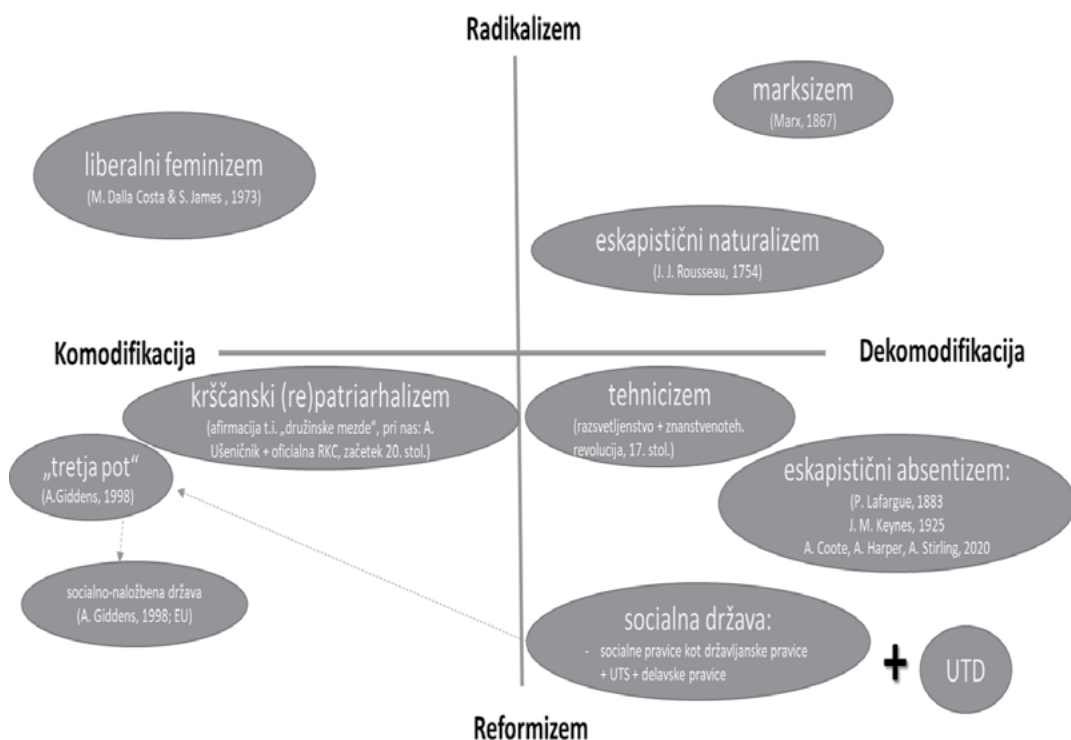 Radikalizem
marksizem
(Marx, 1867)
liberalni feminizem
(M. Dalla Costa & S. James , 1973)
eskapistični naturalizem
(J. J. Rousseau, 1754)
Komodifikacija
Dekomodifikacija
krščanski (re)patriarhalizem
(afirmacija t.i. „družinske mezde“, pri nas: A.
Ušeničnik + oficialna RKC, začetek 20. stol.)
tehnicizem
(razsvetljenstvo + znanstvenoteh.
revolucija, 17. stol.)
„tretja pot“
(A.Giddens, 1998)
eskapistični absentizem:
(P. Lafargue, 1883
J. M. Keynes, 1925
A. Coote, A. Harper, A. Stirling, 2020
socialno-naložbena država
(A. Giddens, 1998; EU)
socialna država:
- socialne pravice kot državljanske pravice
+ UTS + delavske pravice
+
UTD
Reformizem